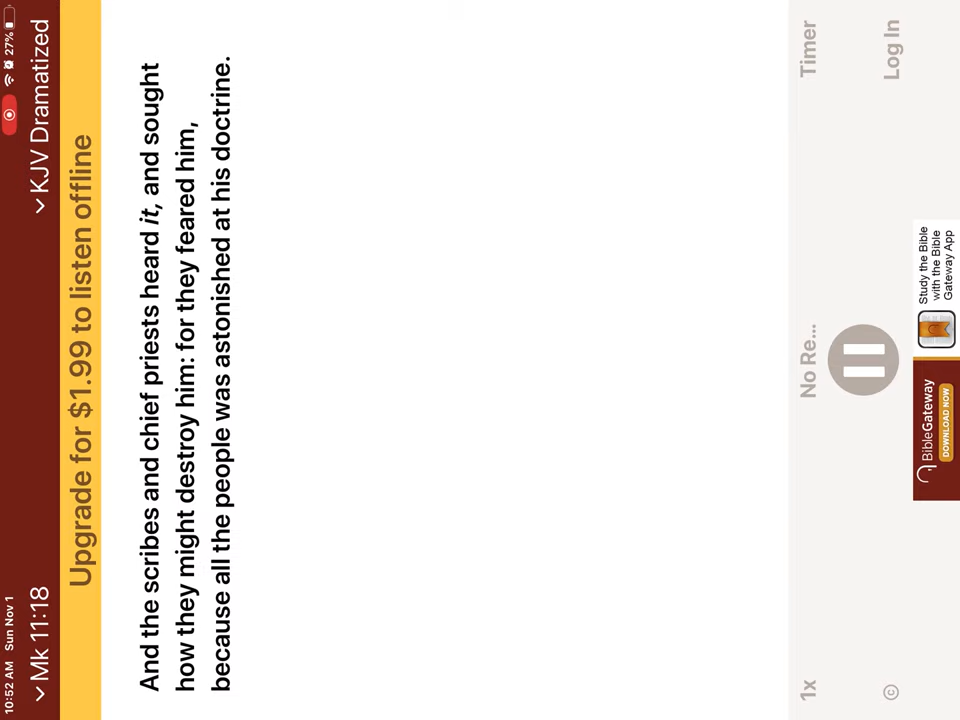 10:52 AM Sun Nov 1 27%
Mk 11:18 KJV Dramatized
Upgrade for $1.99 to listen offline
And the scribes and chief priests heard it, and sought
how they might destroy him: for they feared him,
because all the people was astonished at his doctrine.
1x No Re... Timer
© Log In
BibleGateway
DOWNLOAD NOW
Study the Bible
with the Bible
Gateway App